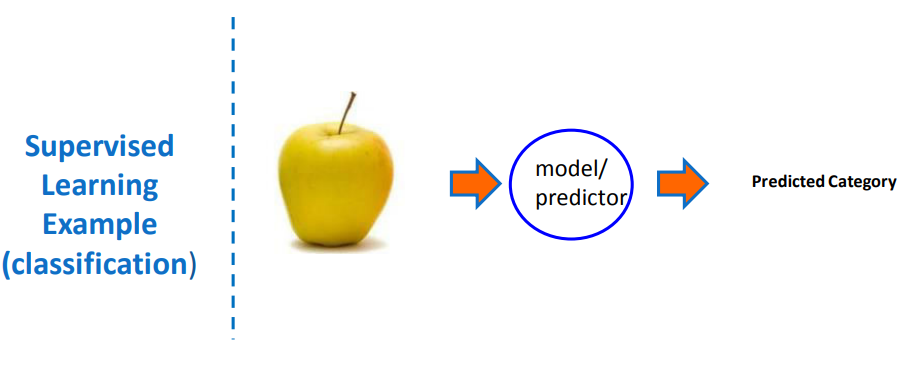 Supervised
Learning
Example
(classification)
model/
predictor
Predicted Category